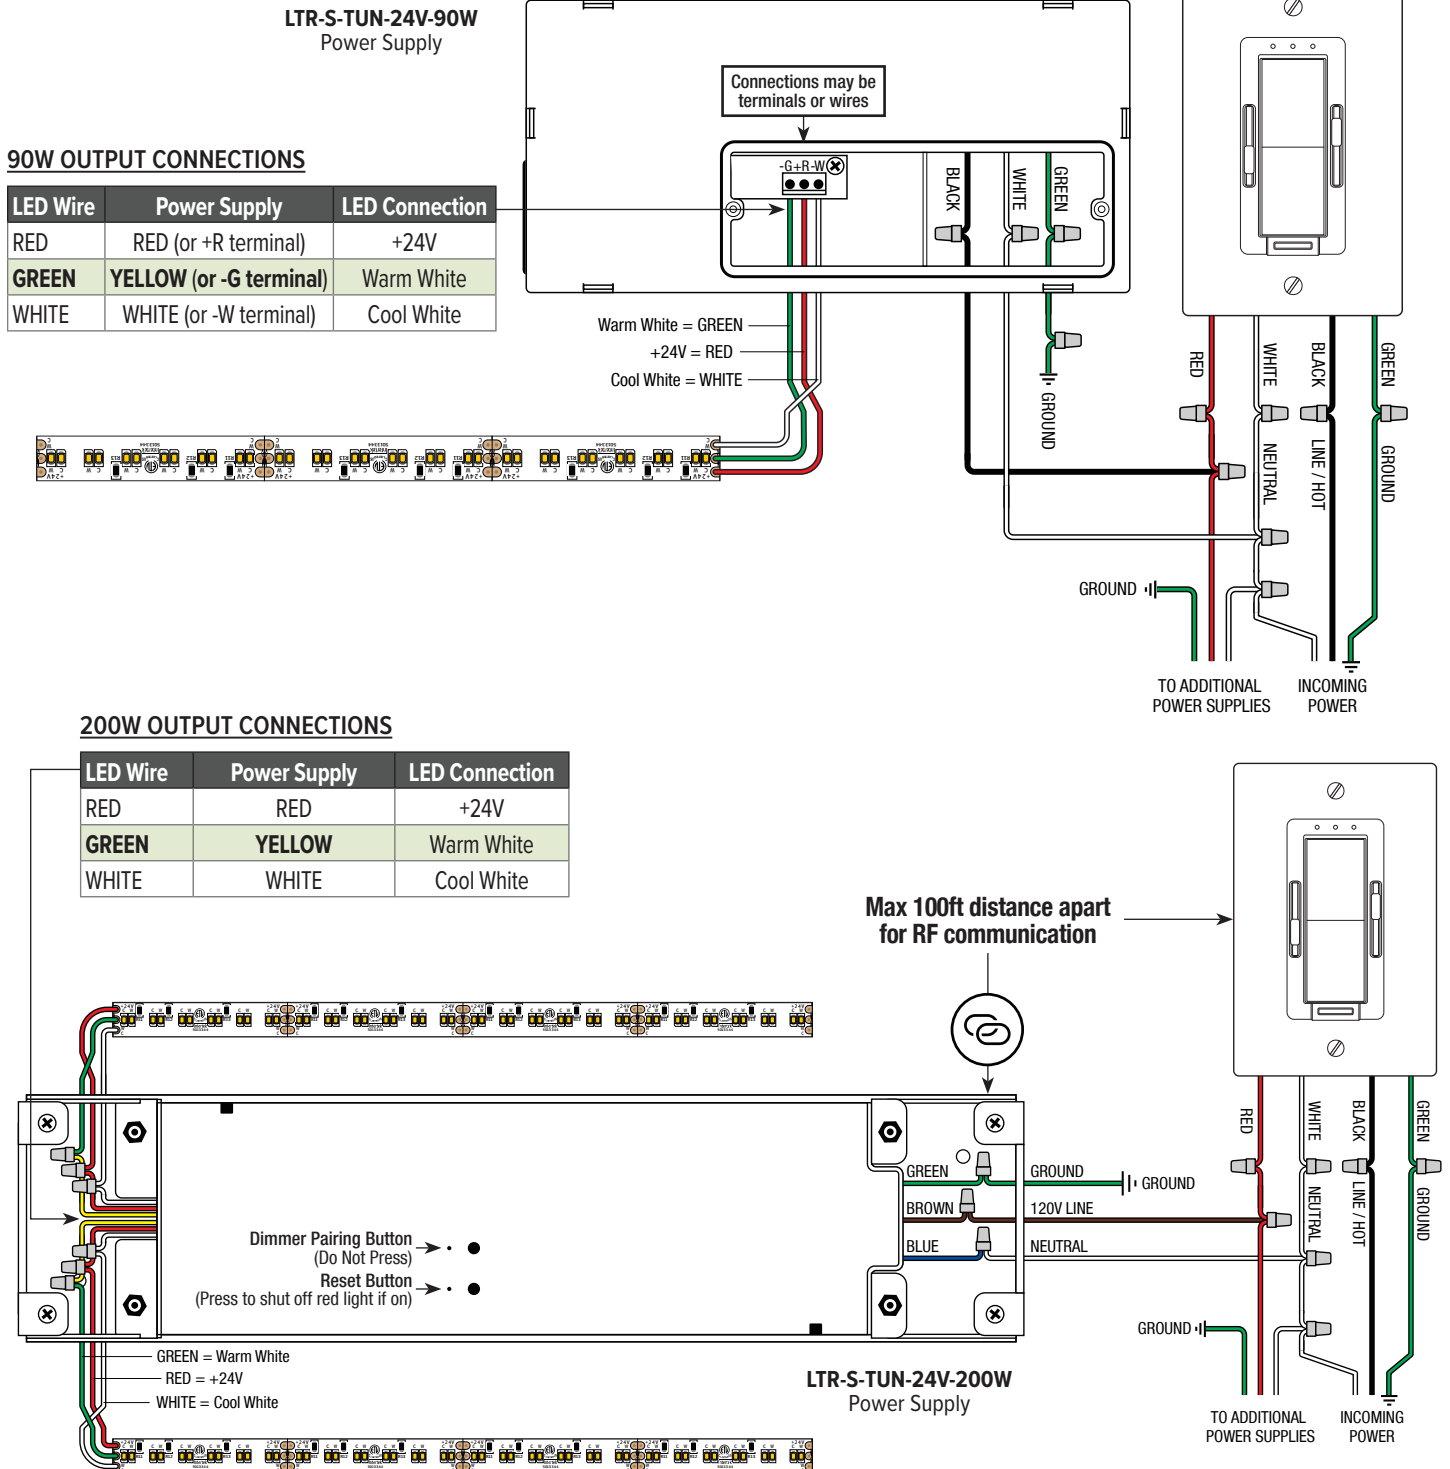 LTR-S-TUN-24V-90W
Power Supply
Connections may be
terminals or wires
90W OUTPUT CONNECTIONS
LED Wire Power Supply LED Connection
RED RED (or +R terminal) +24V
GREEN YELLOW (or -G terminal) Warm White
WHITE WHITE (or -W terminal) Cool White
-G+R-W
BLACK
WHITE
GREEN
Warm White = GREEN
+24V = RED
Cool White = WHITE
GROUND
RED
WHITE
BLACK
GREEN
NEUTRAL
LINE / HOT
GROUND
GROUND
TO ADDITIONAL
POWER SUPPLIES
INCOMING
POWER
200W OUTPUT CONNECTIONS
LED Wire Power Supply LED Connection
RED RED +24V
GREEN YELLOW Warm White
WHITE WHITE Cool White
Max 100ft distance apart
for RF communication
RED
WHITE
BLACK
GREEN
NEUTRAL
LINE / HOT
GROUND
GREEN GROUND
GROUND
BROWN 120V LINE
BLUE NEUTRAL
Dimmer Pairing Button
(Do Not Press)
Reset Button
(Press to shut off red light if on)
GROUND
GREEN = Warm White
RED = +24V
WHITE = Cool White
LTR-S-TUN-24V-200W
Power Supply
TO ADDITIONAL
POWER SUPPLIES
INCOMING
POWER